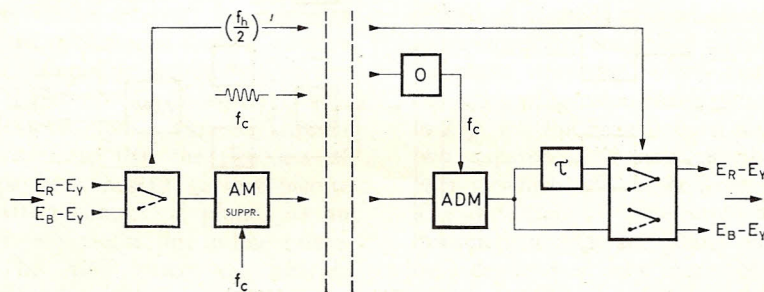 (f_h/2)'
f_c
O
f_c
E_R-E_Y
E_B-E_Y
AM
SUPPR.
f_c
ADM
τ
E_R-E_Y
E_B-E_Y